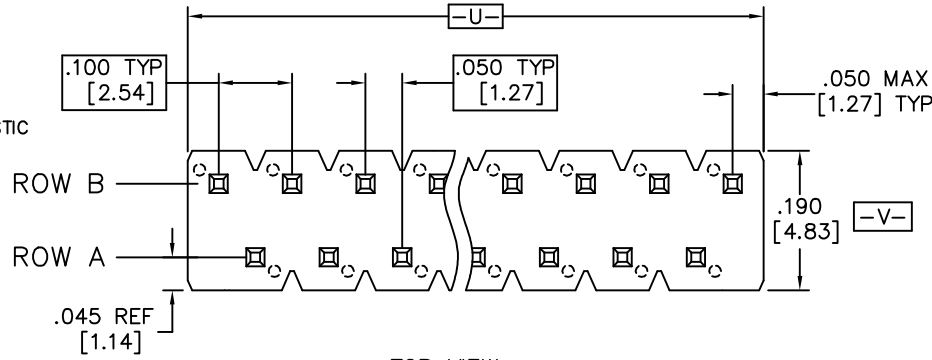 -U-
.100 TYP
[2.54]
.050 TYP
[1.27]
.050 MAX
[1.27] TYP
STIC
ROW B
.190
[4.83]
-V-
ROW A
.045 REF
[1.14]